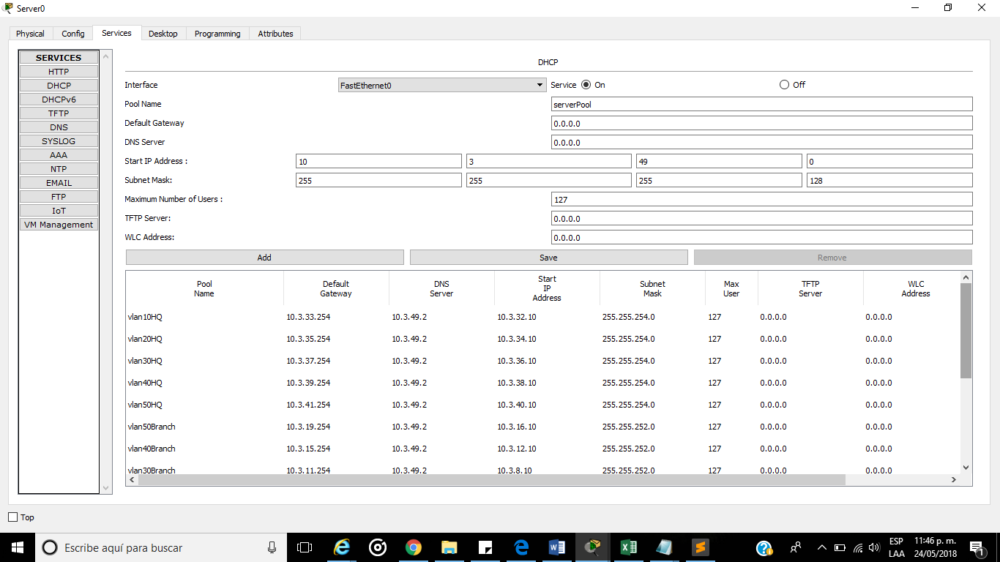 Server0
Physical Config Services Desktop Programming Attributes
SERVICES
HTTP
DHCP
DHCPv6
TFTP
DNS
SYSLOG
AAA
NTP
EMAIL
FTP
IoT
VM Management
DHCP
Interface FastEthernet0 Service On Off
Pool Name serverPool
Default Gateway 0.0.0.0
DNS Server 0.0.0.0
Start IP Address : 10 3 49 0
Subnet Mask: 255 255 255 128
Maximum Number of Users : 127
TFTP Server: 0.0.0.0
WLC Address: 0.0.0.0
Add Save Remove
Pool Name Default Gateway DNS Server Start IP Address Subnet Mask Max User TFTP Server WLC Address
vlan10HQ 10.3.33.254 10.3.49.2 10.3.32.10 255.255.254.0 127 0.0.0.0 0.0.0.0
vlan20HQ 10.3.35.254 10.3.49.2 10.3.34.10 255.255.254.0 127 0.0.0.0 0.0.0.0
vlan30HQ 10.3.37.254 10.3.49.2 10.3.36.10 255.255.254.0 127 0.0.0.0 0.0.0.0
vlan40HQ 10.3.39.254 10.3.49.2 10.3.38.10 255.255.254.0 127 0.0.0.0 0.0.0.0
vlan50HQ 10.3.41.254 10.3.49.2 10.3.40.10 255.255.254.0 127 0.0.0.0 0.0.0.0
vlan50Branch 10.3.19.254 10.3.49.2 10.3.16.10 255.255.252.0 127 0.0.0.0 0.0.0.0
vlan40Branch 10.3.15.254 10.3.49.2 10.3.12.10 255.255.252.0 127 0.0.0.0 0.0.0.0
vlan30Branch 10.3.11.254 10.3.49.2 10.3.8.10 255.255.252.0 127 0.0.0.0 0.0.0.0
Top
Escribe aquí para buscar
ESP 11:46 p. m.
LAA 24/05/2018
1